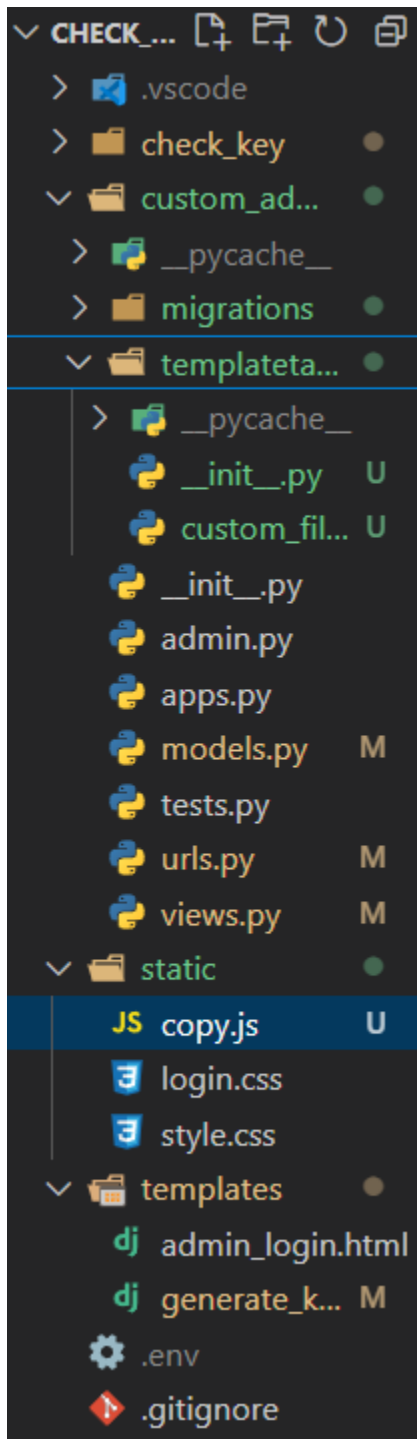 CHECK_...
.vscode
check_key
custom_ad...
__pycache__
migrations
templateta...
__pycache__
__init__.py U
custom_fil... U
__init__.py
admin.py
apps.py
models.py M
tests.py
urls.py M
views.py M
static
JS copy.js U
login.css
style.css
templates
dj admin_login.html
dj generate_k... M
.env
.gitignore